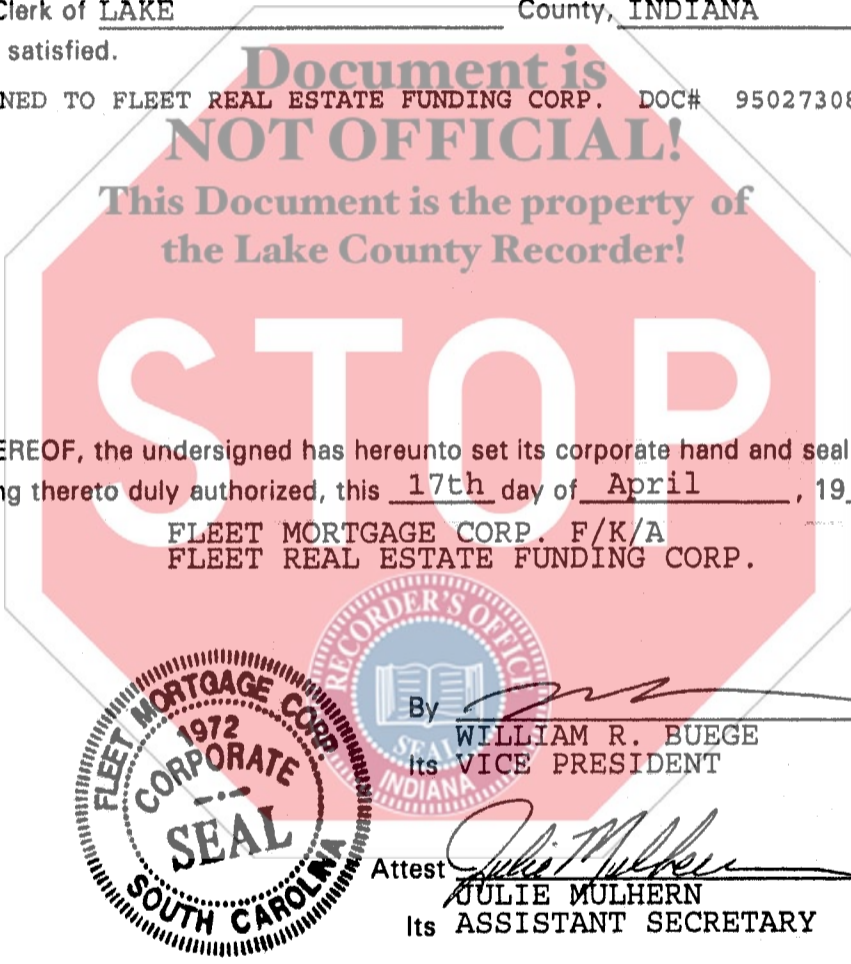 Clerk of LAKE County, INDIANA
satisfied.
Document is
NED TO FLEET REAL ESTATE FUNDING CORP. DOC# 95027308
NOT OFFICIAL!
This Document is the property of
the Lake County Recorder!
STOP
EREOF, the undersigned has hereunto set its corporate hand and seal
ng thereto duly authorized, this 17th day of April, 19
FLEET MORTGAGE CORP. F/K/A
FLEET REAL ESTATE FUNDING CORP.
RECORDER'S OFFICE
SEAL
INDIANA
FLEET MORTGAGE CORP.
1972
CORPORATE
SEAL
SOUTH CAROLINA
By
WILLIAM R. BUEGE
Its VICE PRESIDENT
Attest Julie Mulhern
JULIE MULHERN
Its ASSISTANT SECRETARY